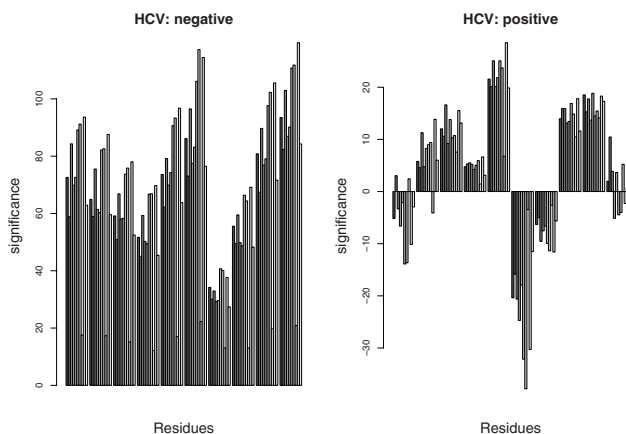 HCV: negative
HCV: positive
significance
0
20
40
60
80
100
Residues
significance
−30
−20
−10
0
10
20
Residues